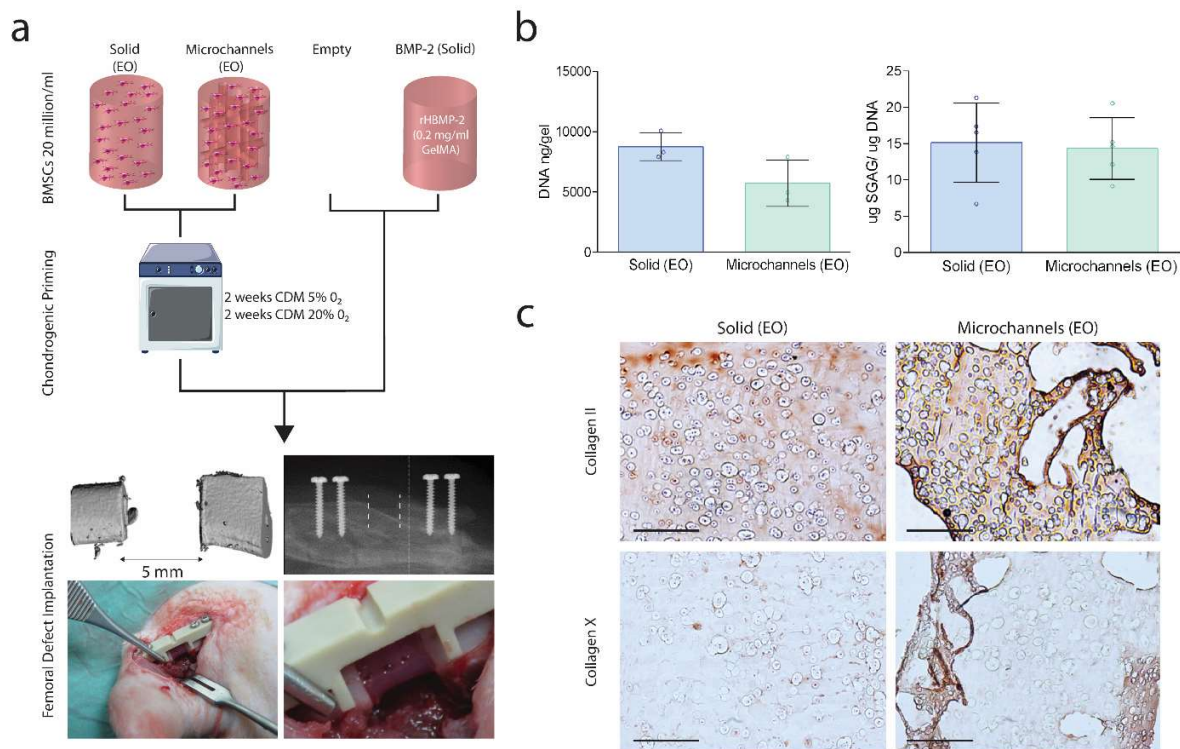 a
Solid
(EO)
Microchannels
(EO)
Empty
BMP-2 (Solid)
BMSCs 20 million/ml
rHBMP-2
(0.2 mg/ml
GelMA)
Chondrogenic Priming
2 weeks CDM 5% 0₂
2 weeks CDM 20% 0₂
Femoral Defect Implantation
5 mm
b
DNA ng/gel
15000
10000
5000
0
Solid (EO)
Microchannels (EO)
ug SGAG/ ug DNA
25
20
15
10
5
0
Solid (EO)
Microchannels (EO)
c
Solid (EO)
Microchannels (EO)
Collagen II
Collagen X